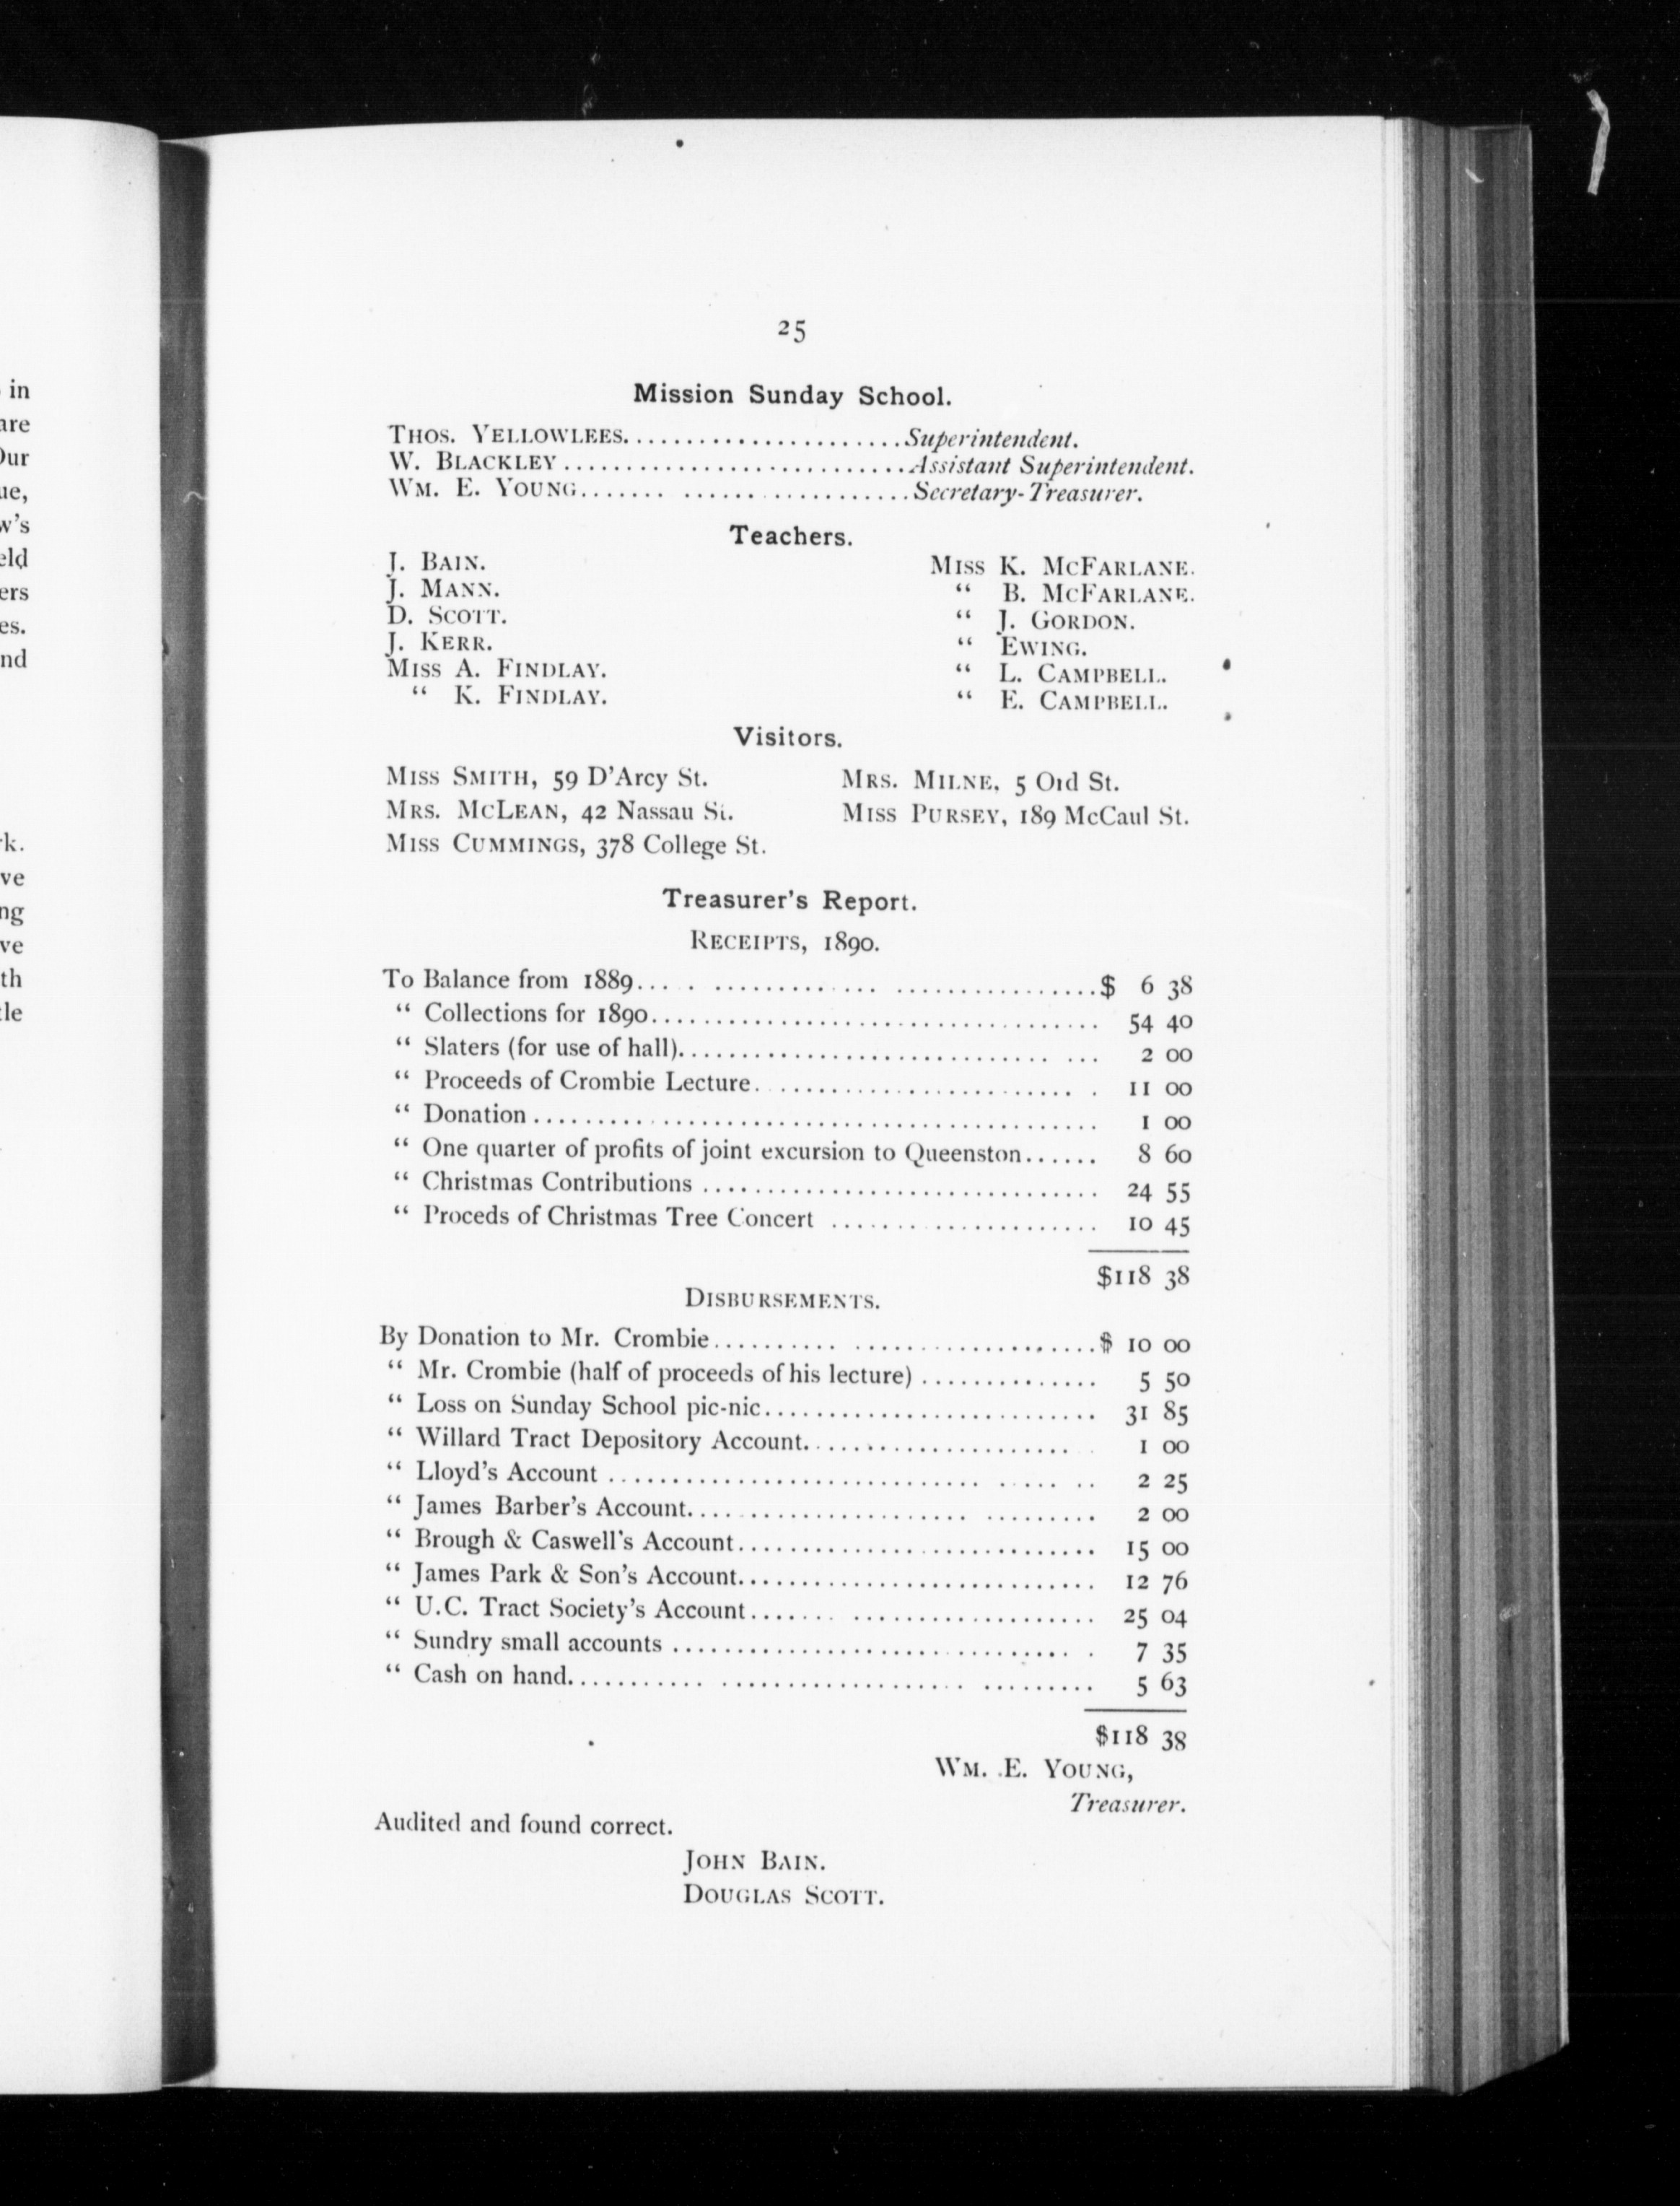 25
Mission Sunday School.
THOS. YELLOWLEES......................Superintendent.
W. BLACKLEY...........................Assistant Superintendent.
WM. E. YOUNG....... ..................Secretary-Treasurer.
Teachers.
J. BAIN.
J. MANN.
D. SCOTT.
J. KERR.
MISS A. FINDLAY.
“ K. FINDLAY.
MISS K. MCFARLANE.
“ B. MCFARLANE.
“ J. GORDON.
“ EWING.
“ L. CAMPBELL.
“ E. CAMPBELL.
Visitors.
MISS SMITH, 59 D'Arcy St.
MRS. MCLEAN, 42 Nassau St.
MISS CUMMINGS, 378 College St.
MRS. MILNE, 5 Ord St.
MISS PURSEY, 189 McCaul St.
Treasurer's Report.
RECEIPTS, 1890.
To Balance from 1889.... ............. ................$ 6 38
“ Collections for 1890................................... 54 40
“ Slaters (for use of hall)............................. ... 2 00
“ Proceeds of Crombie Lecture.......................... . 11 00
“ Donation............................................. 1 00
“ One quarter of profits of joint excursion to Queenston...... 8 60
“ Christmas Contributions ............................... 24 55
“ Proceds of Christmas Tree Concert ..................... 10 45
$118 38
DISBURSEMENTS.
By Donation to Mr. Crombie.......... ...................$ 10 00
“ Mr. Crombie (half of proceeds of his lecture) .............. 5 50
“ Loss on Sunday School pic-nic.......................... 31 85
“ Willard Tract Depository Account..................... 1 00
“ Lloyd's Account ............................. ..... .. 2 25
“ James Barber's Account...................... ......... 2 00
“ Brough & Caswell's Account............................ 15 00
“ James Park & Son's Account............................ 12 76
“ U.C. Tract Society's Account....... ................... 25 04
“ Sundry small accounts ............................... . 7 35
“ Cash on hand........... ................... ......... 5 63
$118 38
WM. E. YOUNG,
Treasurer.
Audited and found correct.
JOHN BAIN.
DOUGLAS SCOTT.